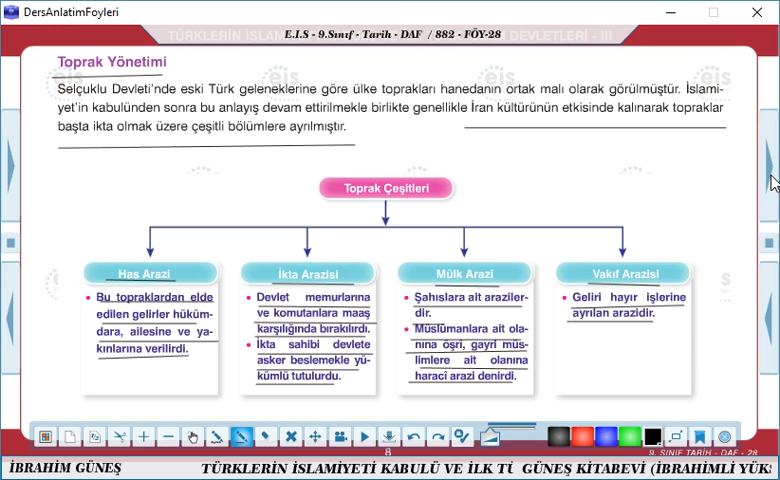 DersAnlatimFoyleri
E.I.S - 9.Sınıf - Tarih - DAF / 882 - FÖY-28
TÜRKLERİN İSLAM
DEVLETLERİ - III
Toprak Yönetimi
Selçuklu Devleti'nde eski Türk geleneklerine göre ülke toprakları hanedanın ortak malı olarak görülmüştür. İslami-
yet'in kabulünden sonra bu anlayış devam ettirilmekle birlikte genellikle İran kültürünün etkisinde kalınarak topraklar
başta ikta olmak üzere çeşitli bölümlere ayrılmıştır.
Toprak Çeşitleri
Has Arazi
• Bu topraklardan elde
edilen gelirler hüküm-
dara, ailesine ve ya-
kınlarına verilirdi.
İkta Arazisi
• Devlet memurlarına
ve komutanlara maaş
karşılığında bırakılırdı.
• İkta sahibi devlete
asker beslemekle yü-
kümlü tutulurdu.
Mülk Arazi
• Şahıslara ait araziler-
dir.
• Müslümanlara ait ola-
nına öşri, gayri müs-
limlere ait olanına
haraci arazi denirdi.
Vakıf Arazisi
• Geliri hayır işlerine
ayrılan arazidir.
8
9. SINIF TARİH - DAF - 28
İBRAHİM GÜNEŞ
TÜRKLERİN İSLAMİYETİ KABULÜ VE İLK TÜ
GÜNEŞ KİTABEVİ (İBRAHİMLİ YÜKS